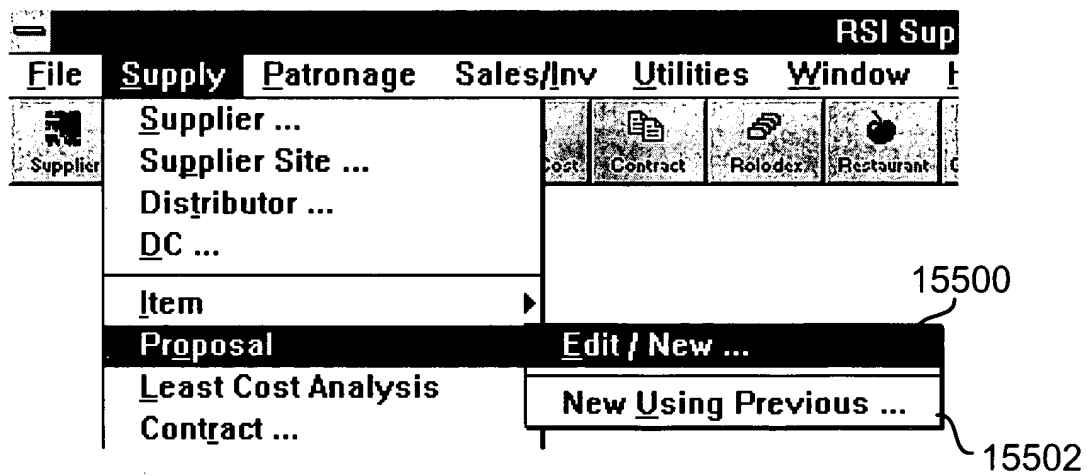 RSI Sup
File Supply Patronage Sales/Inv Utilities Window
Supplier Cost Contract Rolodex Restaurant
Supplier ...
Supplier Site ...
Distributor ...
DC ...
15500
Item
Proposal Edit / New ...
Least Cost Analysis
New Using Previous ...
Contract ...
15502